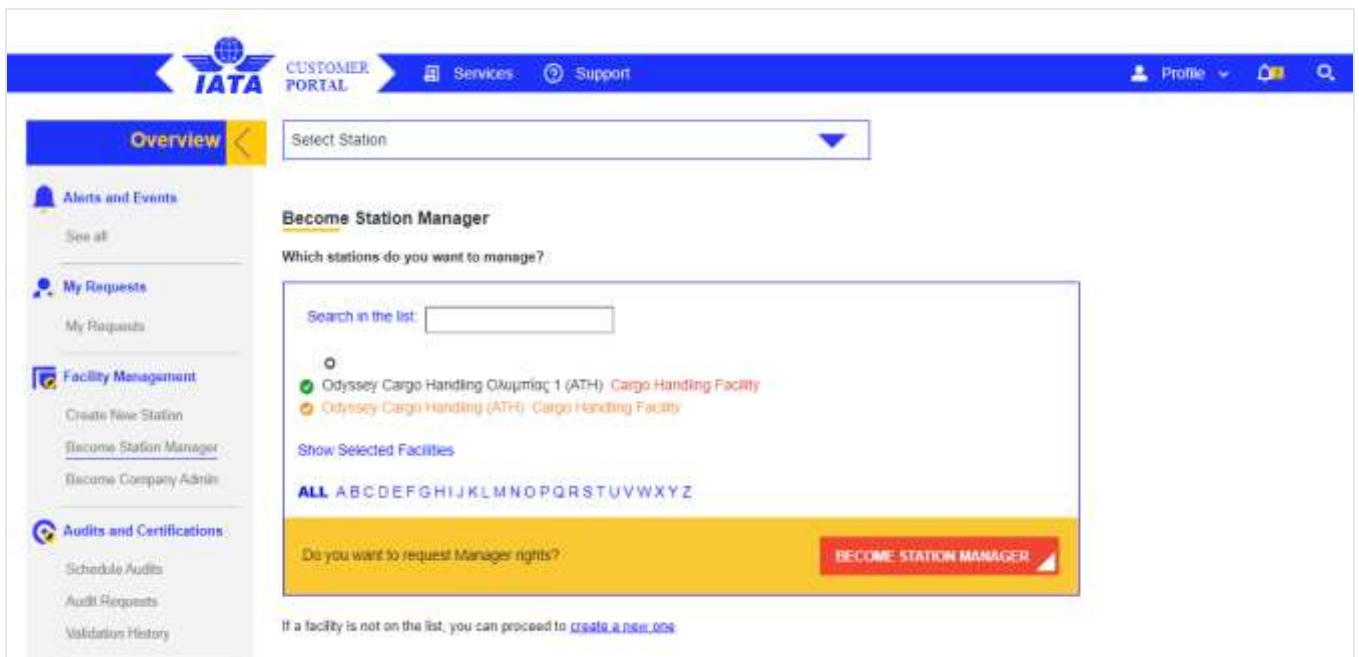 IATA
CUSTOMER
PORTAL
Services
Support
Profile
Overview
Select Station
Alerts and Events
See all
My Requests
My Requests
Facility Management
Create New Station
Become Station Manager
Become Company Admin
Audits and Certifications
Schedule Audits
Audit Requests
Validation History
Become Station Manager
Which stations do you want to manage?
Search in the list:
Odyssey Cargo Handling Ολυμπίας 1 (ATH) Cargo Handling Facility
Odyssey Cargo Handling (ATH) Cargo Handling Facility
Show Selected Facilities
ALL A B C D E F G H I J K L M N O P Q R S T U V W X Y Z
Do you want to request Manager rights?
BECOME STATION MANAGER
If a facility is not on the list, you can proceed to create a new one